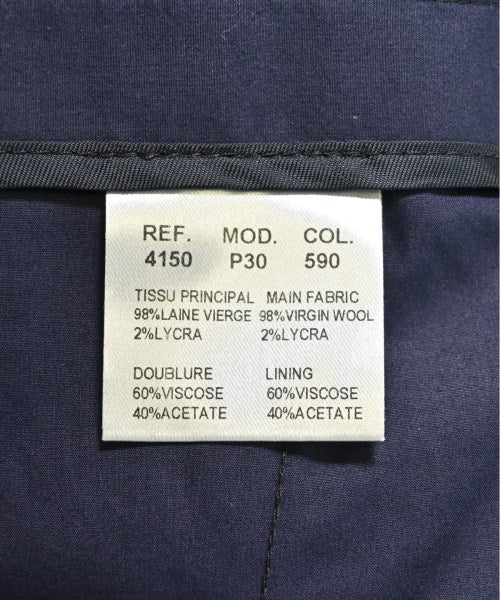 REF. MOD. COL.
4150 P30 590
TISSU PRINCIPAL MAIN FABRIC
98%LAINE VIERGE 98%VIRGIN WOOL
2%LYCRA 2%LYCRA
DOUBLURE LINING
60%VISCOSE 60%VISCOSE
40%ACETATE 40%ACETATE